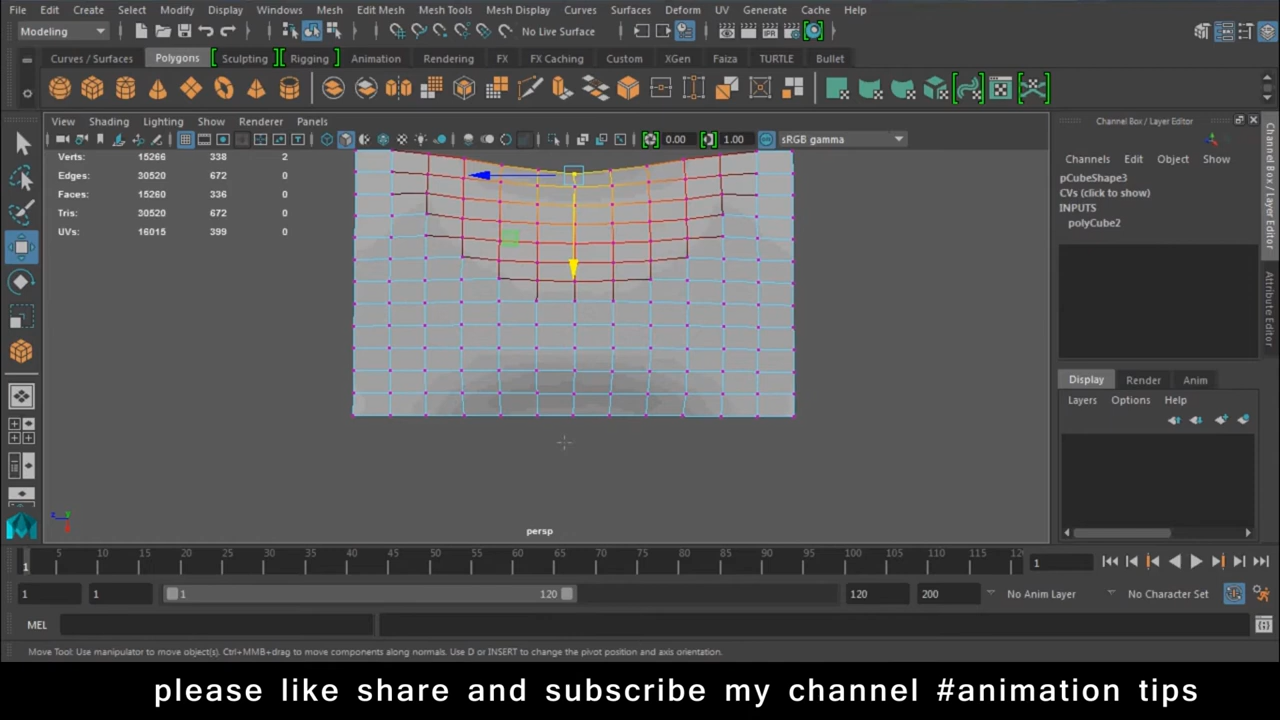 File Edit Create Select Modify Display Windows Mesh Edit Mesh Mesh Tools Mesh Display Curves Surfaces Deform UV Generate Cache Help
Modeling No Live Surface
Curves / Surfaces Polygons Sculpting Rigging Animation Rendering FX FX Caching Custom XGen Faiza TURTLE Bullet
View Shading Lighting Show Renderer Panels
0.00 1.00 sRGB gamma
Verts: 15266 338 2
Edges: 30520 672 0
Faces: 15260 336 0
Tris: 30520 672 0
UVs: 16015 399 0
persp
Channel Box / Layer Editor
Channels Edit Object Show
pCubeShape3
CVs (click to show)
INPUTS
polyCube2
Display Render Anim
Layers Options Help
Channel Box / Layer Editor
Attribute Editor
5 10 15 20 25 30 35 40 45 50 55 60 65 70 75 80 85 90 95 100 105 110 115 12
1 1
1 1 1 120 120 200 No Anim Layer No Character Set
MEL
Move Tool: Use manipulator to move object(s). Ctrl+MMB+drag to move components along normals. Use D or INSERT to change the pivot position and axis orientation.
please like share and subscribe my channel #animation tips